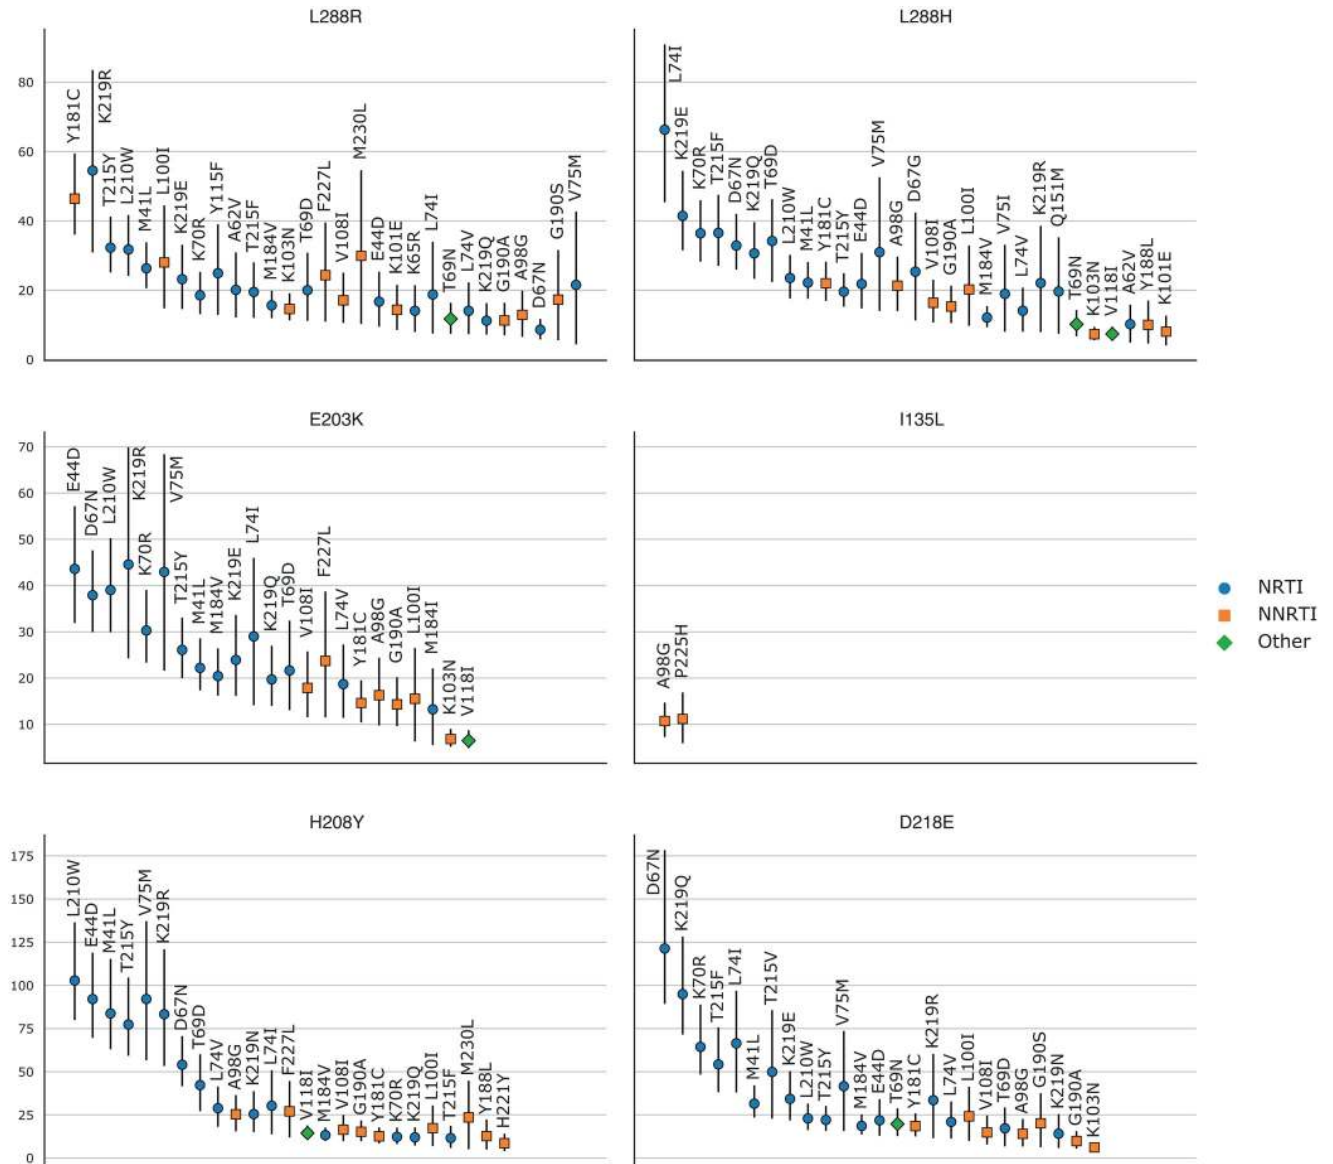 L288R
80
60
40
20
0
Y181C
K219R
T215Y
L210W
M41L
L100I
K219E
K70R
Y115F
A62V
T215F
M184V
K103N
T69D
F227L
V108I
M230L
E44D
K101E
K65R
L74I
T69N
L74V
K219Q
G190A
A98G
D67N
G190S
V75M
L288H
L74I
K219E
K70R
T215F
D67N
K219Q
T69D
L210W
M41L
Y181C
T215Y
E44D
V75M
A98G
D67G
V108I
G190A
L100I
M184V
V75I
L74V
K219R
Q151M
T69N
K103N
V118I
A62V
Y188L
K101E
E203K
70
60
50
40
30
20
10
E44D
D67N
L210W
K219R
K70R
V75M
T215Y
M41L
M184V
K219E
L74I
K219Q
T69D
V108I
F227L
L74V
Y181C
A98G
G190A
L100I
M184I
K103N
V118I
I135L
A98G
P225H
NRTI
NNRTI
Other
H208Y
175
150
125
100
75
50
25
0
L210W
E44D
M41L
T215Y
V75M
K219R
D67N
T69D
L74V
A98G
K219N
L74I
F227L
V118I
M184V
V108I
G190A
Y181C
K70R
K219Q
L100I
T215F
M230L
Y188L
H221Y
D218E
D67N
K219Q
K70R
T215F
L74I
M41L
T215V
K219E
L210W
T215Y
V75M
M184V
E44D
T69N
Y181C
K219R
L74V
L100I
V108I
T69D
A98G
G190S
K219N
G190A
K103N